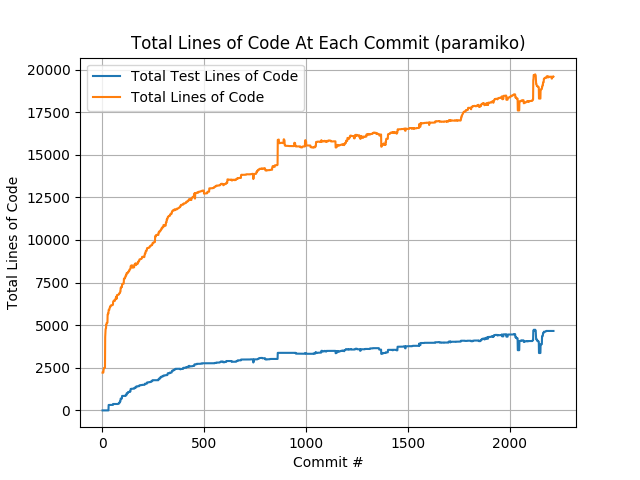 Total Lines of Code At Each Commit (paramiko)
Total Test Lines of Code
Total Lines of Code
20000
17500
15000
12500
10000
7500
5000
2500
0
Total Lines of Code
0 500 1000 1500 2000
Commit #